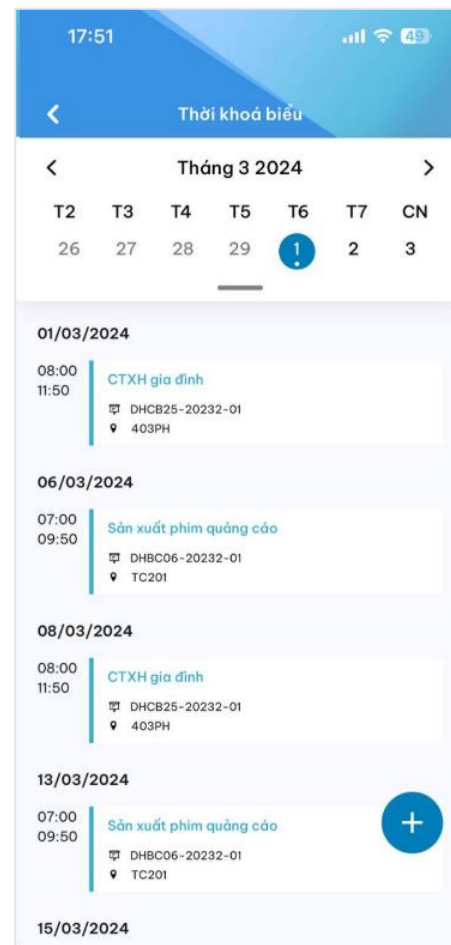 17:51
49
Thời khoá biểu
Tháng 3 2024
T2 T3 T4 T5 T6 T7 CN
26 27 28 29 1 2 3
01/03/2024
08:00
11:50
CTXH gia đình
DHCB25-20232-01
403PH
06/03/2024
07:00
09:50
Sản xuất phim quảng cáo
DHBC06-20232-01
TC201
08/03/2024
08:00
11:50
CTXH gia đình
DHCB25-20232-01
403PH
13/03/2024
07:00
09:50
Sản xuất phim quảng cáo
DHBC06-20232-01
TC201
15/03/2024